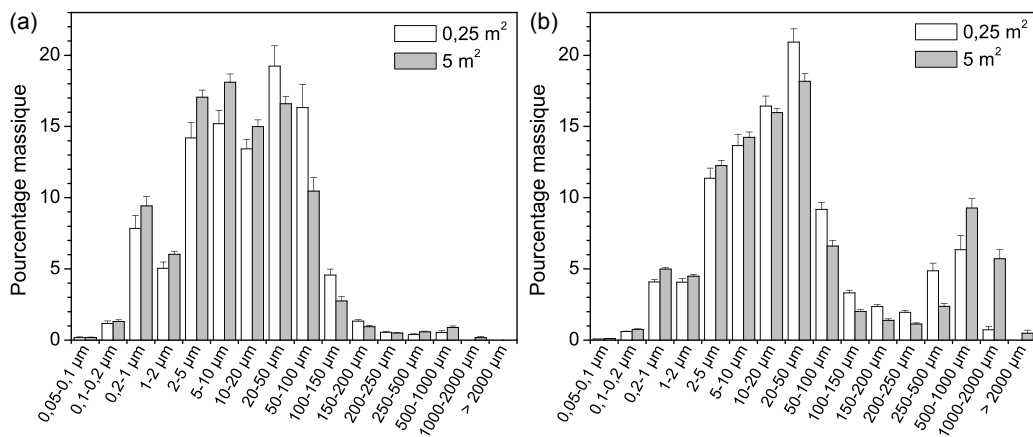 (a)
0,25 m²
5 m²
Pourcentage massique
20
15
10
5
0
0,05-0,1 µm
0,1-0,2 µm
0,2-1 µm
1-2 µm
2-5 µm
5-10 µm
10-20 µm
20-50 µm
50-100 µm
100-150 µm
150-200 µm
200-250 µm
250-500 µm
500-1000 µm
1000-2000 µm
> 2000 µm
(b)
0,25 m²
5 m²
Pourcentage massique
20
15
10
5
0
0,05-0,1 µm
0,1-0,2 µm
0,2-1 µm
1-2 µm
2-5 µm
5-10 µm
10-20 µm
20-50 µm
50-100 µm
100-150 µm
150-200 µm
200-250 µm
250-500 µm
500-1000 µm
1000-2000 µm
> 2000 µm